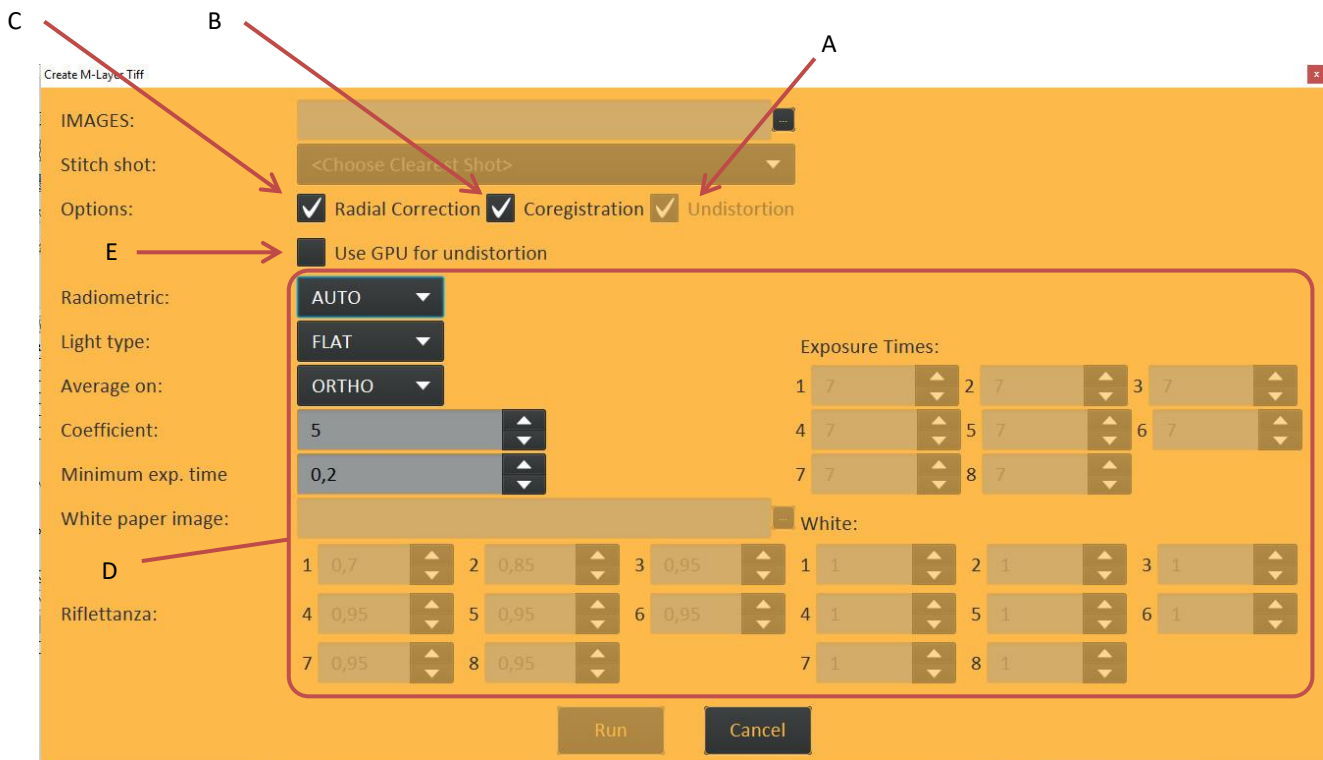 C
B
A
Create M-Layer Tiff
x
IMAGES:
...
Stitch shot:
<Choose Clearest Shot>
Options:
Radial Correction
Coregistration
Undistortion
E
Use GPU for undistortion
Radiometric:
AUTO
Light type:
FLAT
Exposure Times:
Average on:
ORTHO
1 7 2 7 3 7
Coefficient:
5
4 7 5 7 6 7
Minimum exp. time
0,2
7 7 8 7
White paper image:
...
White:
D
1 0,7 2 0,85 3 0,95
1 1 2 1 3 1
Riflettanza:
4 0,95 5 0,95 6 0,95
4 1 5 1 6 1
7 0,95 8 0,95
7 1 8 1
Run
Cancel